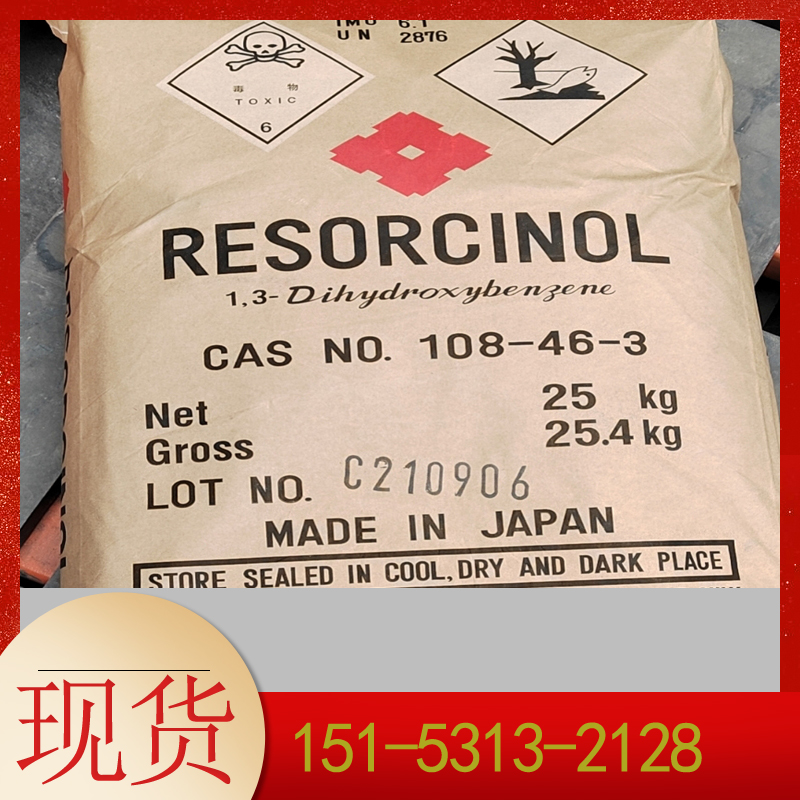 IMO 6.1
UN 2876
毒 物
TOXIC
6
RESORCINOL
1,3-Dihydroxybenzene
CAS NO. 108-46-3
Net 25 kg
Gross 25.4 kg
LOT NO. C210906
MADE IN JAPAN
STORE SEALED IN COOL, DRY AND DARK PLACE
现货
151-5313-2128